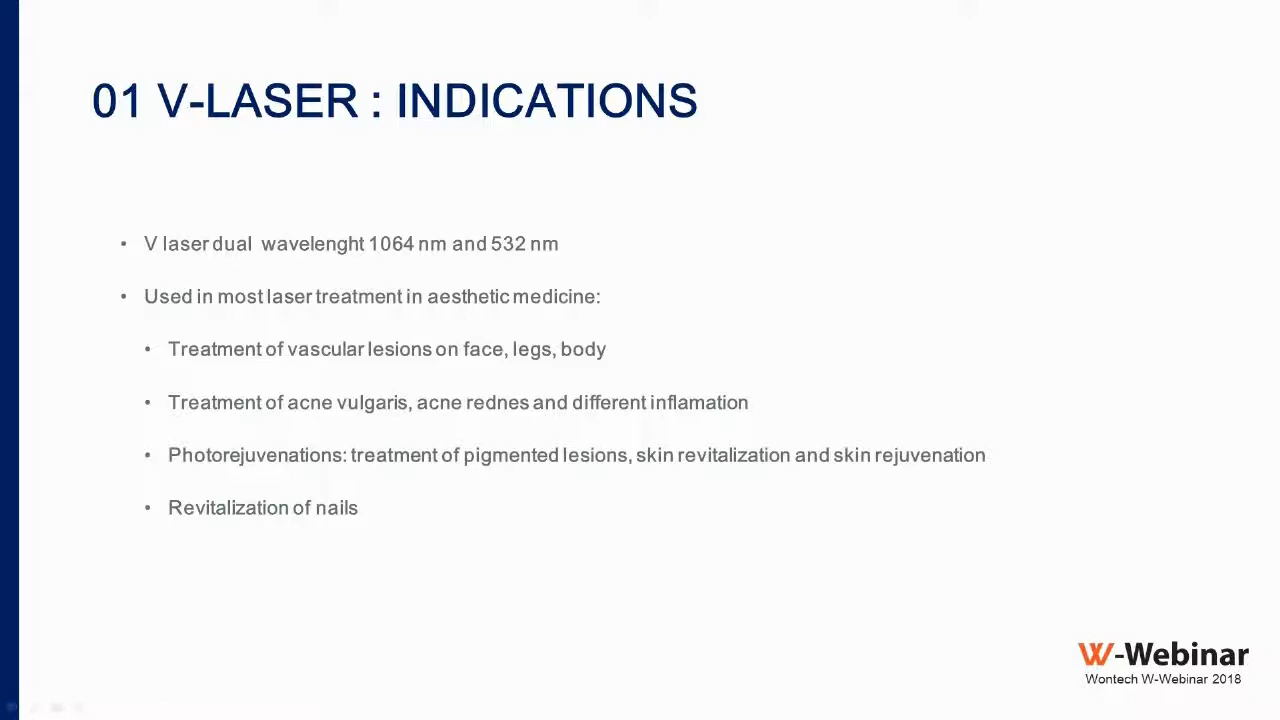 01 V-LASER : INDICATIONS
• V laser dual wavelenght 1064 nm and 532 nm
• Used in most laser treatment in aesthetic medicine:
• Treatment of vascular lesions on face, legs, body
• Treatment of acne vulgaris, acne rednes and different inflamation
• Photorejuvenations: treatment of pigmented lesions, skin revitalization and skin rejuvenation
• Revitalization of nails
W-Webinar
Wontech W-Webinar 2018